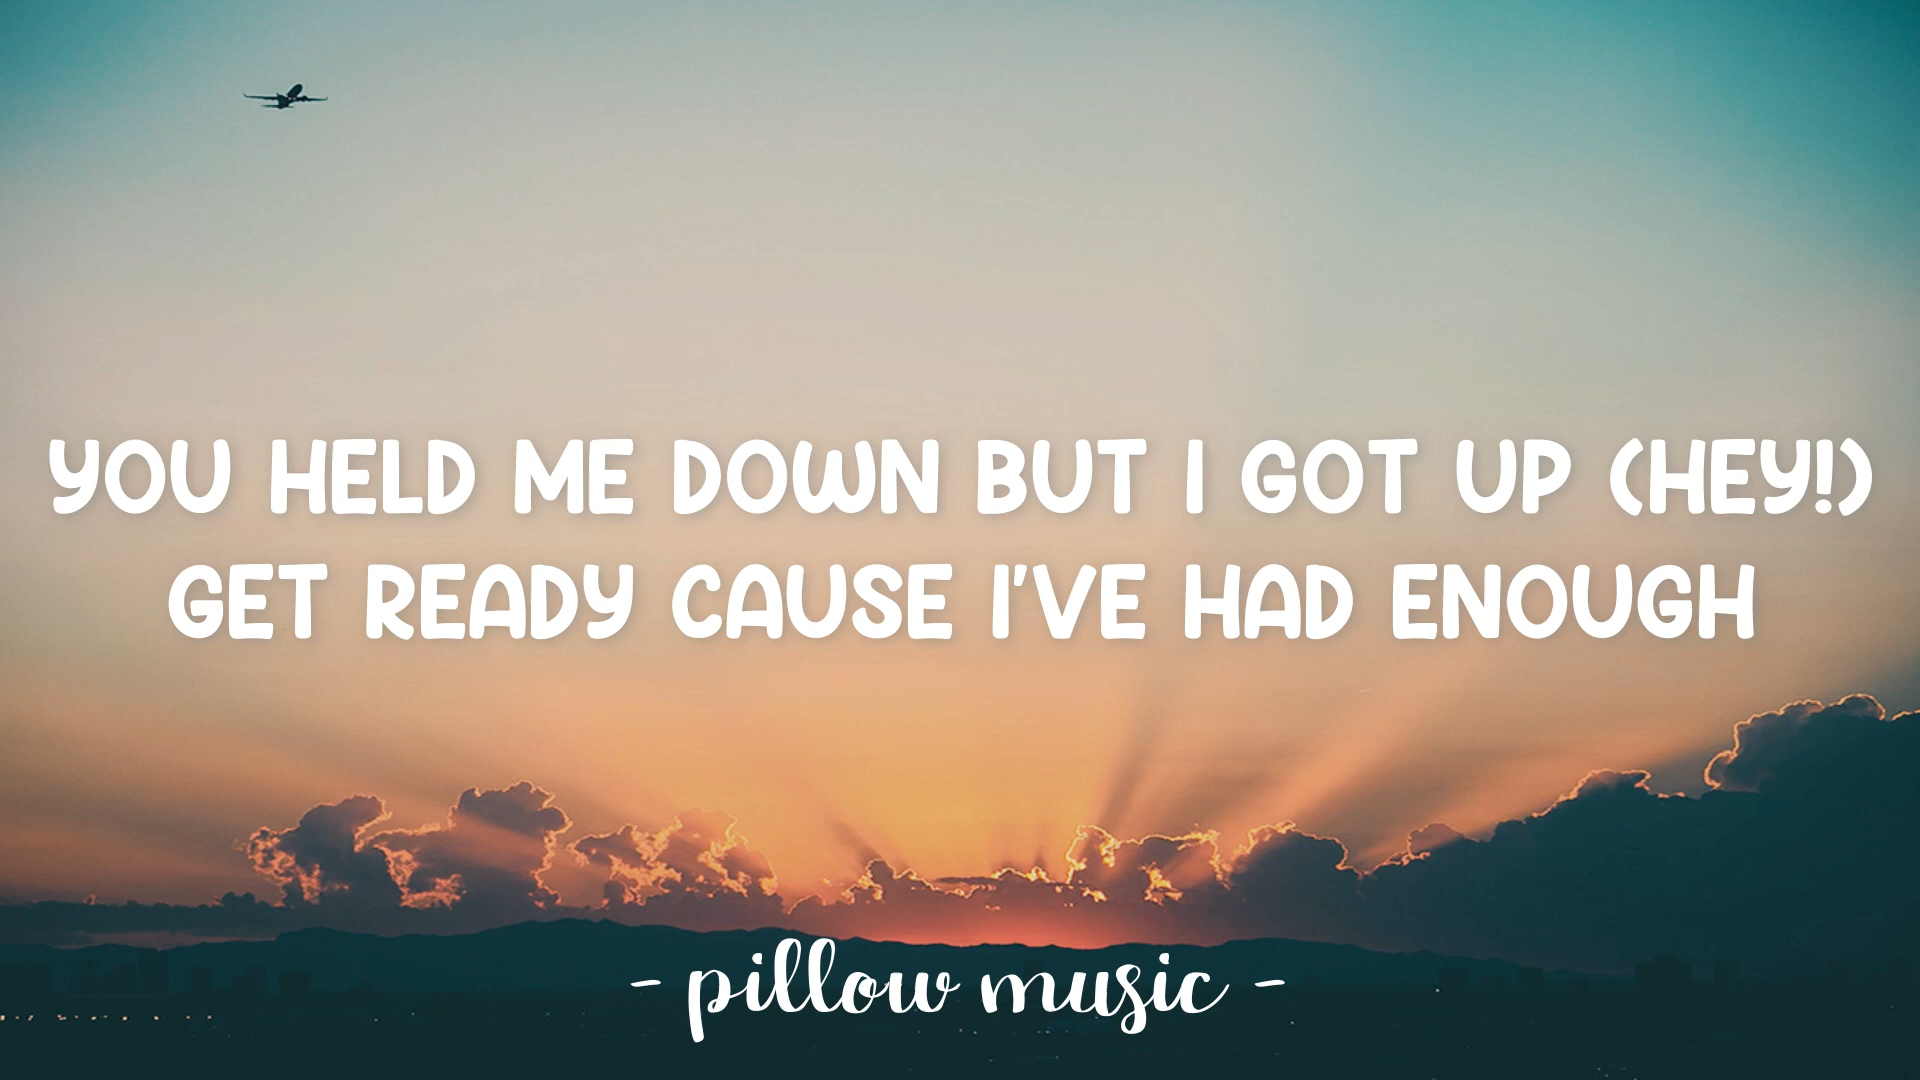 YOU HELD ME DOWN BUT I GOT UP (HEY!)
GET READY CAUSE I'VE HAD ENOUGH
- pillow music -